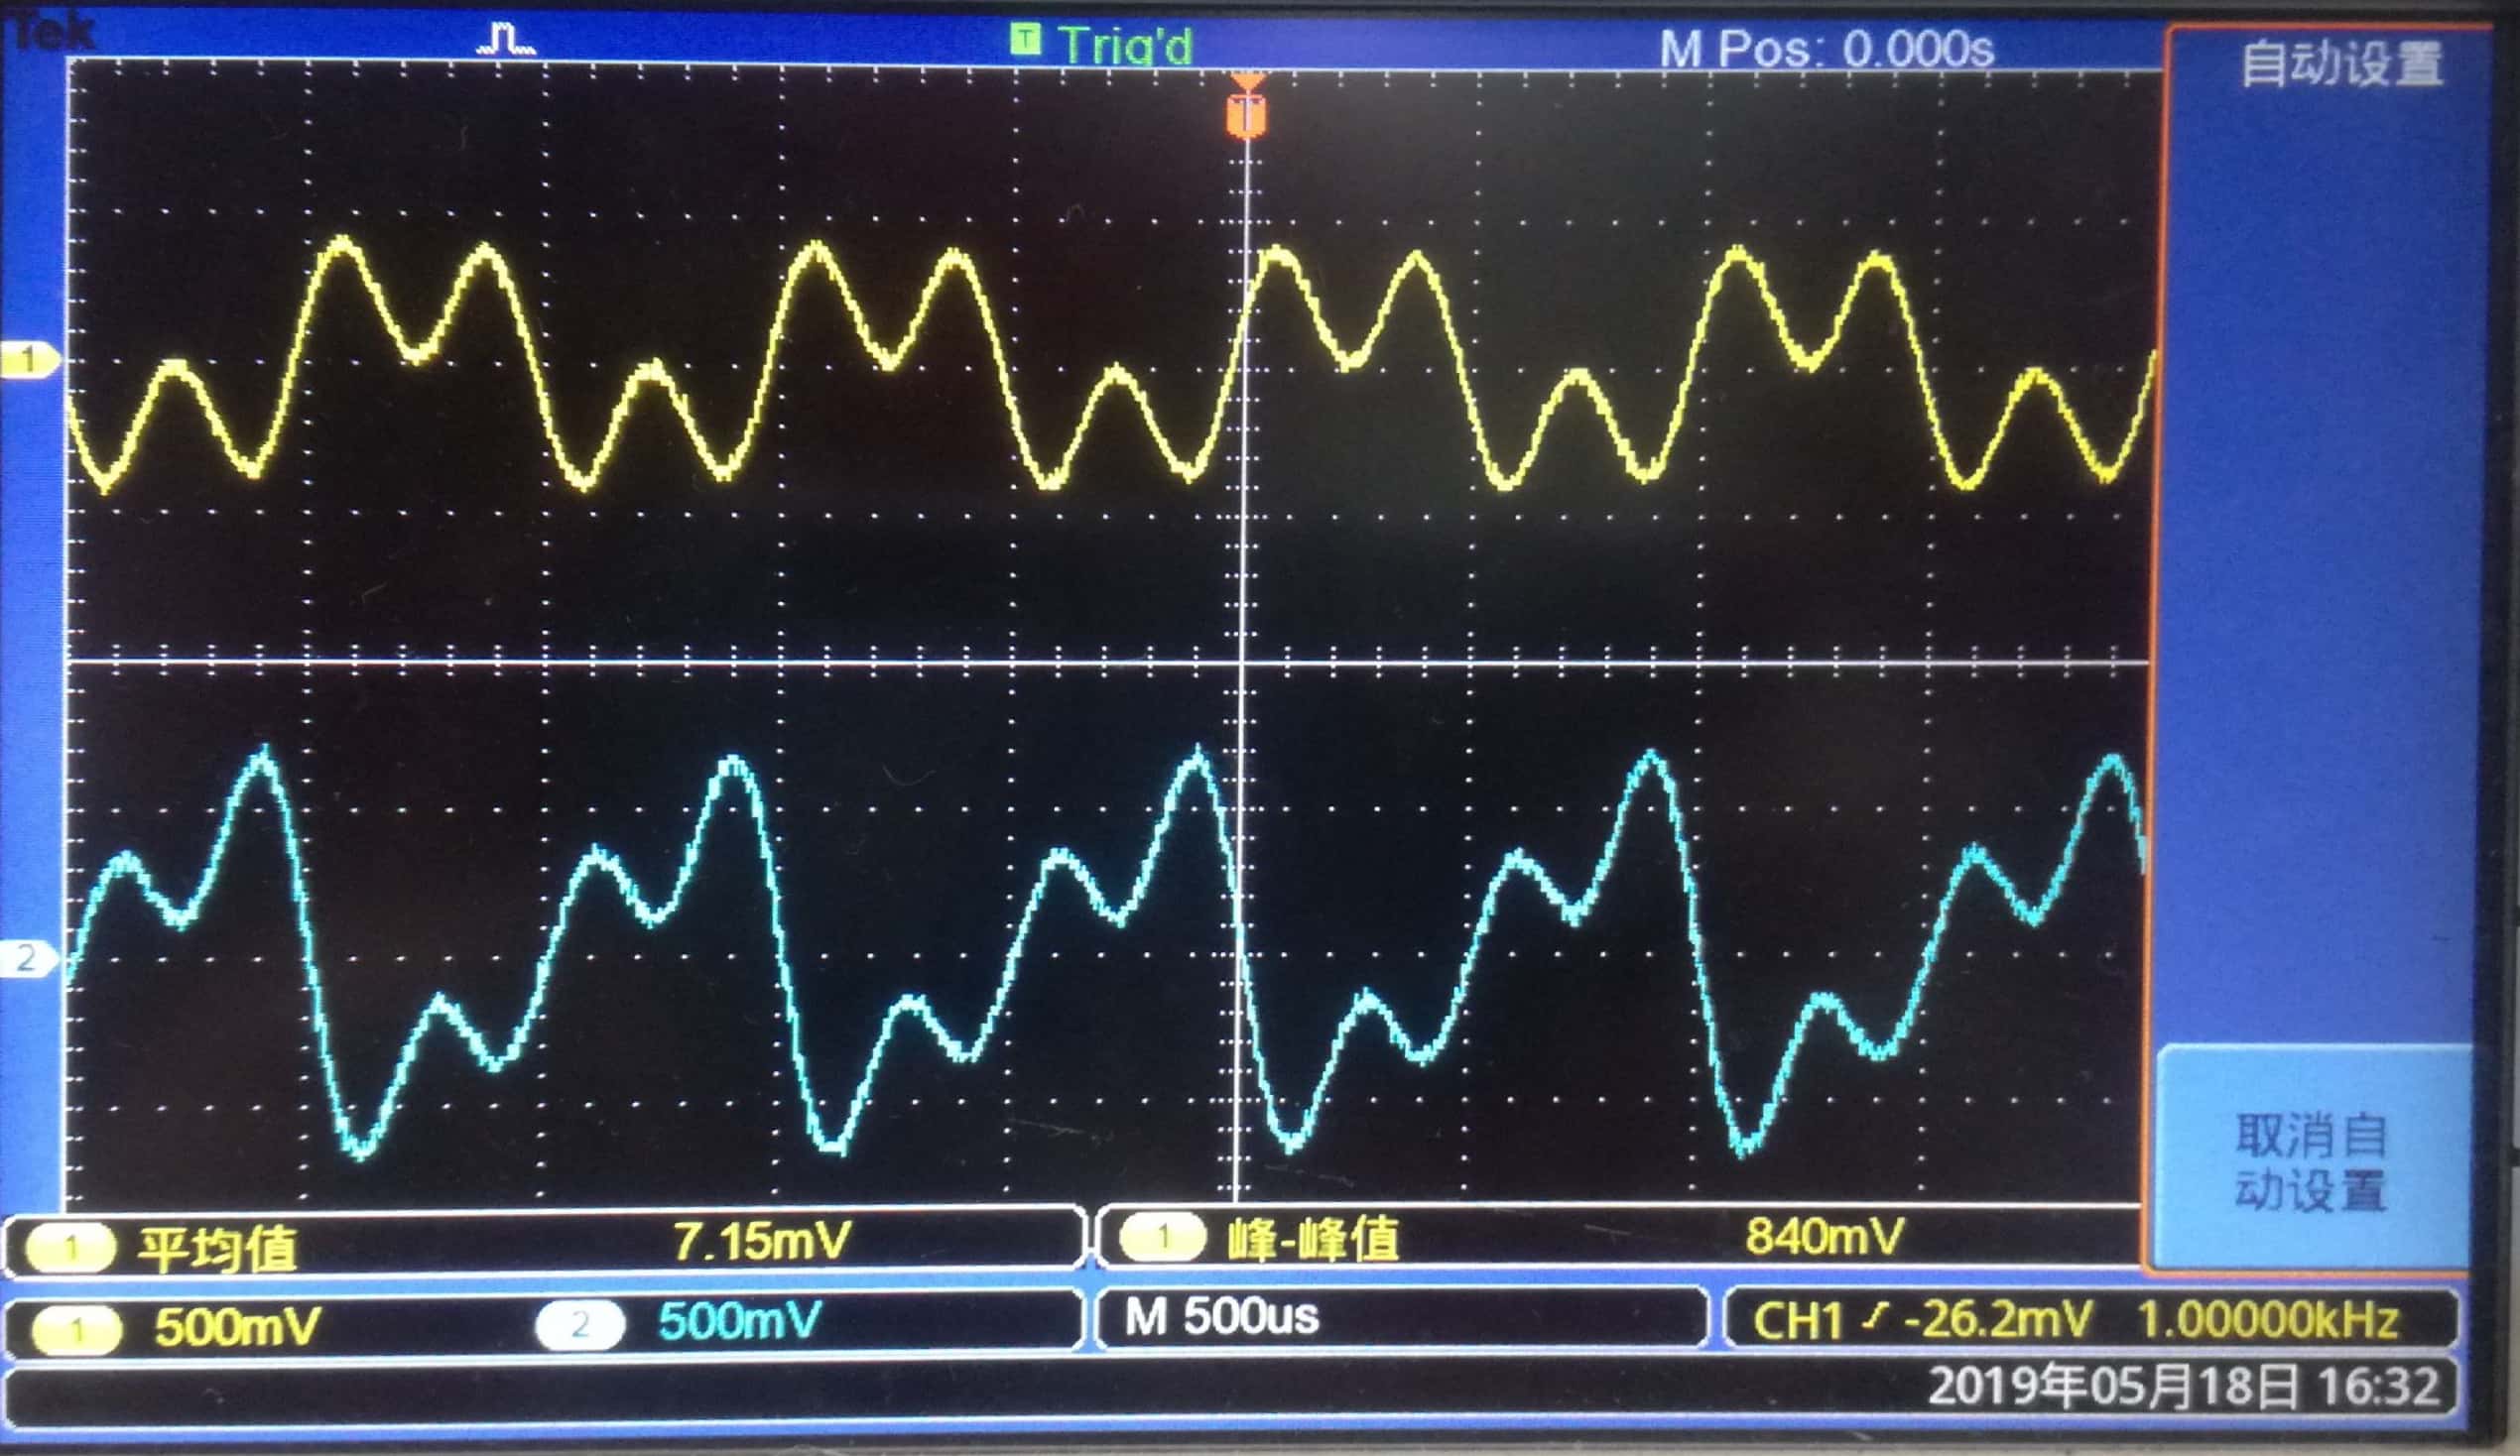 Tek
T Trig'd
M Pos: 0.000s
自动设置
T
1
2
取消自
动设置
1 平均值 7.15mV
1 峰-峰值 840mV
1 500mV 2 500mV
M 500us
CH1 -26.2mV 1.00000kHz
2019年05月18日 16:32